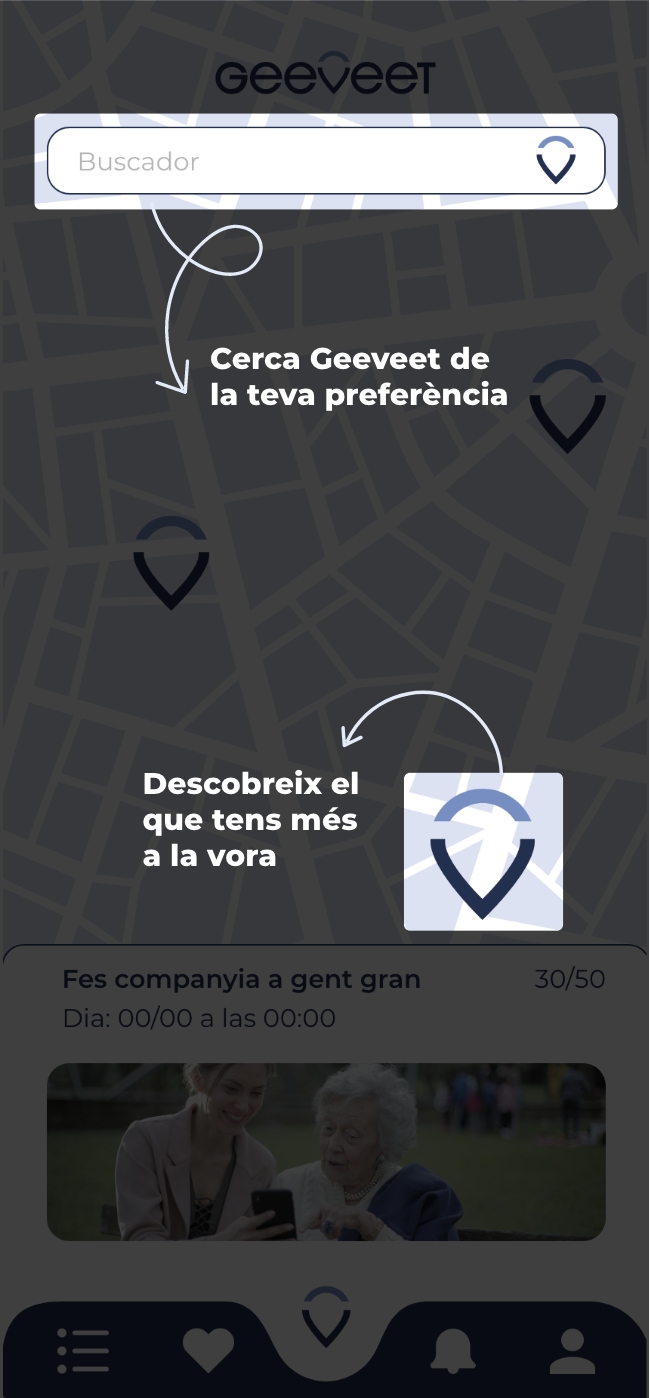 GEEVEET
Buscador
Cerca Geeveet de
la teva preferència
Descobreix el
que tens més
a la vora
Fes companyia a gent gran
30/50
Dia: 00/00 a las 00:00